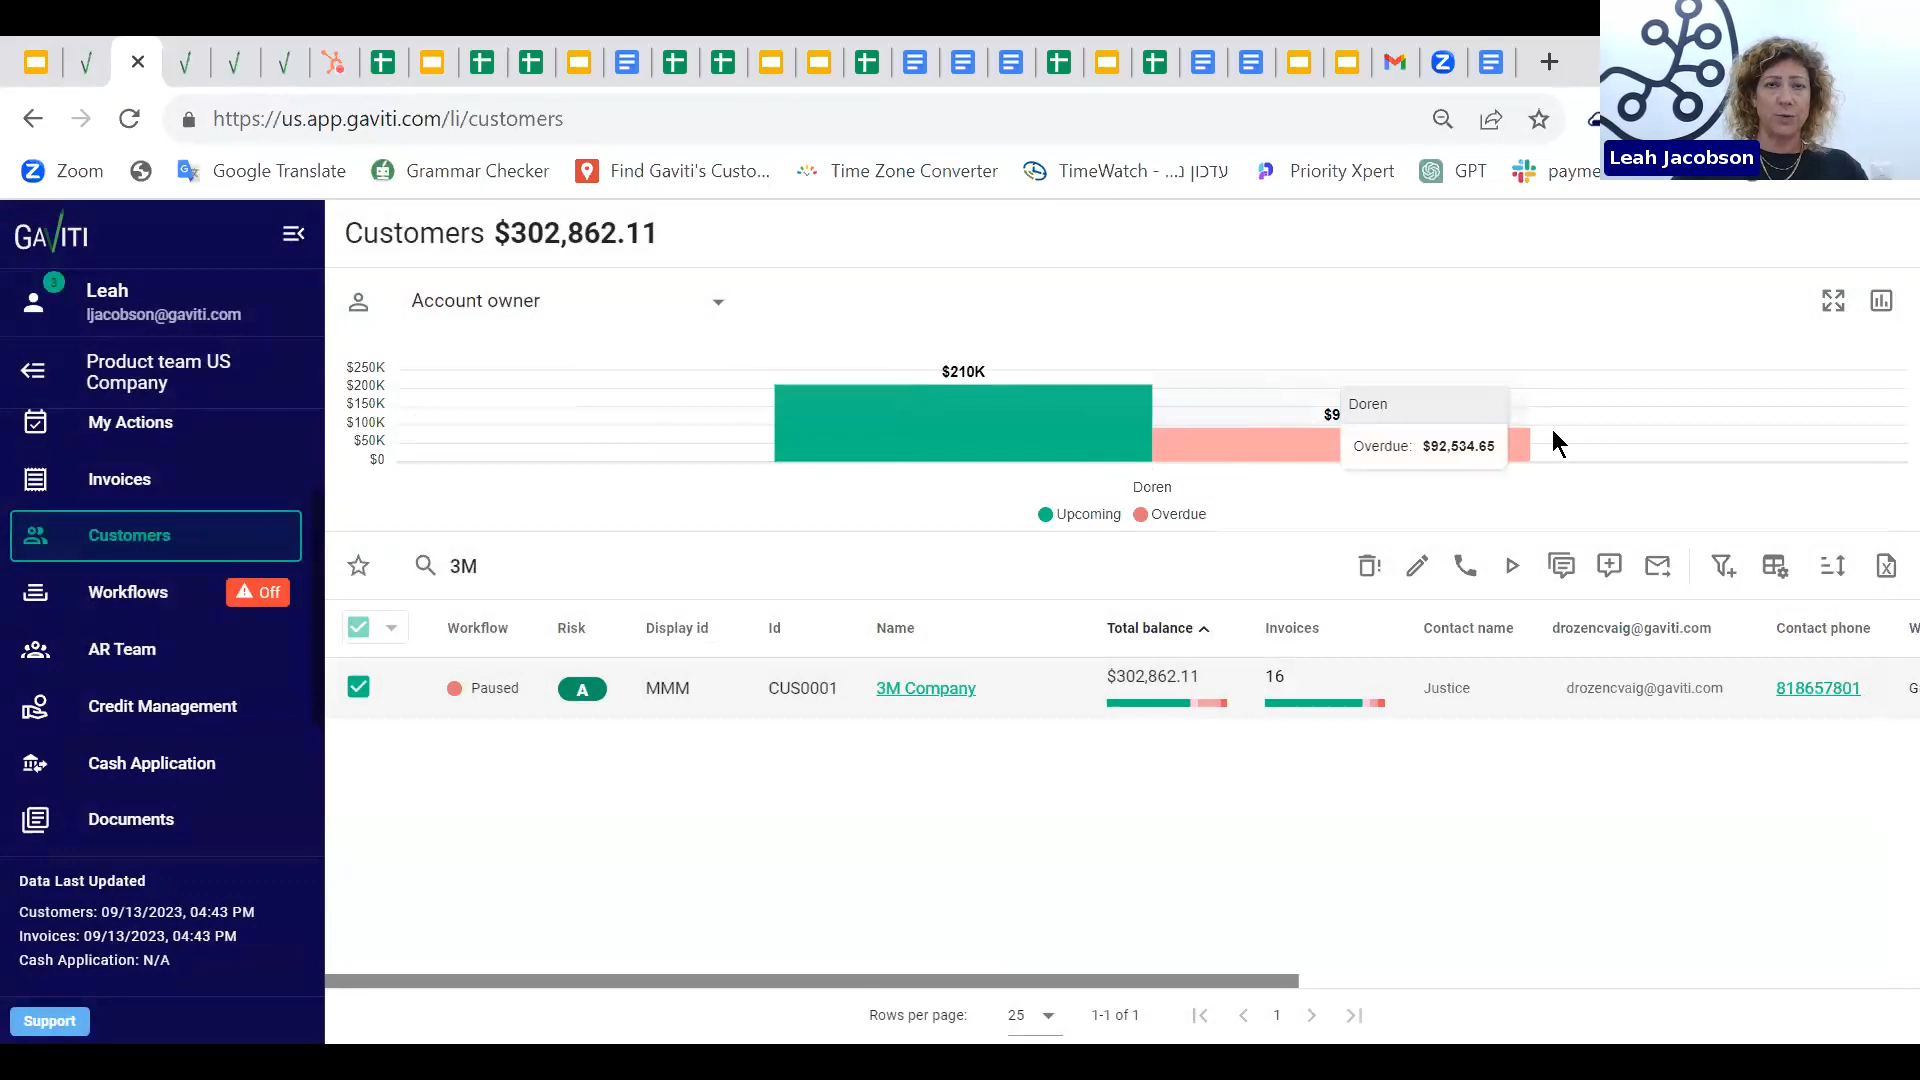 https://us.app.gaviti.com/li/customers
Leah Jacobson
Zoom
Google Translate
Grammar Checker
Find Gaviti's Custo...
Time Zone Converter
TimeWatch - ...עדכון נ
Priority Xpert
GPT
payme
GAVITI
Customers $302,862.11
3
Leah
ljacobson@gaviti.com
Account owner
Product team US
Company
My Actions
Invoices
Customers
Workflows
Off
AR Team
Credit Management
Cash Application
Documents
Data Last Updated
Customers: 09/13/2023, 04:43 PM
Invoices: 09/13/2023, 04:43 PM
Cash Application: N/A
Support
$250K
$200K
$150K
$100K
$50K
$0
$210K
$9
Doren
Overdue: $92,534.65
Doren
Upcoming Overdue
3M
Workflow Risk Display id Id Name Total balance Invoices Contact name drozencvaig@gaviti.com Contact phone W
Paused A MMM CUS0001 3M Company $302,862.11 16 Justice drozencvaig@gaviti.com 818657801 G
Rows per page: 25 1-1 of 1 1